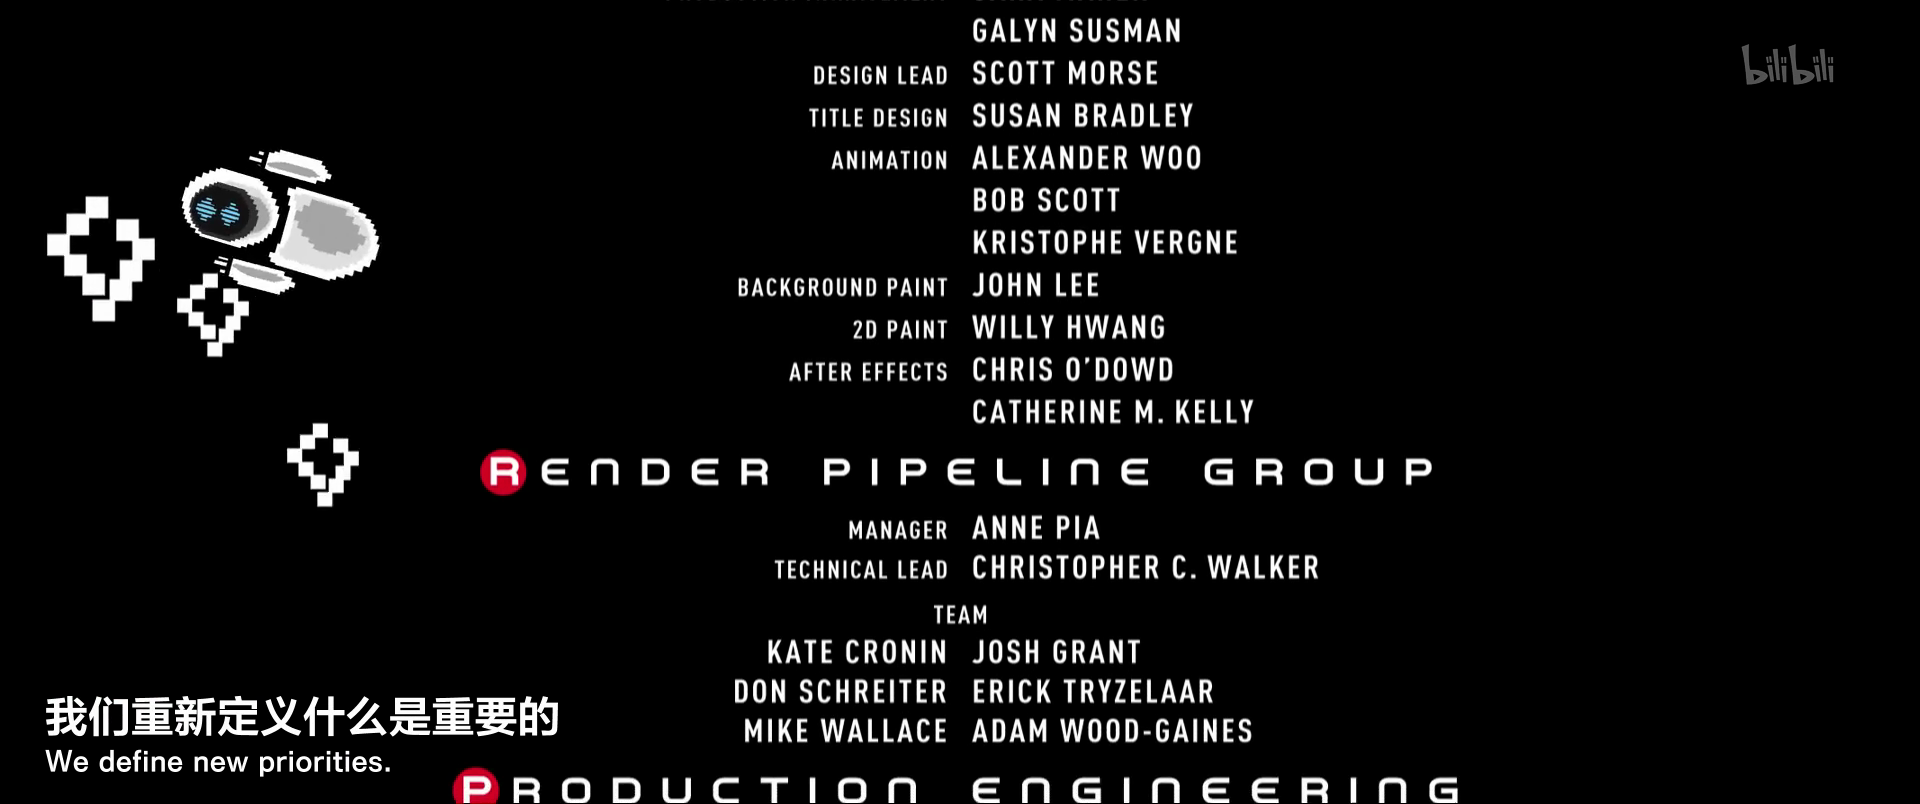 GALYN SUSMAN
bilibili
DESIGN LEAD SCOTT MORSE
TITLE DESIGN SUSAN BRADLEY
ANIMATION ALEXANDER WOO
BOB SCOTT
KRISTOPHE VERGNE
BACKGROUND PAINT JOHN LEE
2D PAINT WILLY HWANG
AFTER EFFECTS CHRIS O'DOWD
CATHERINE M. KELLY
RENDER PIPELINE GROUP
MANAGER ANNE PIA
TECHNICAL LEAD CHRISTOPHER C. WALKER
TEAM
KATE CRONIN JOSH GRANT
DON SCHREITER ERICK TRYZELAAR
MIKE WALLACE ADAM WOOD-GAINES
我们重新定义什么是重要的
We define new priorities.
PRODUCTION ENGINEERING